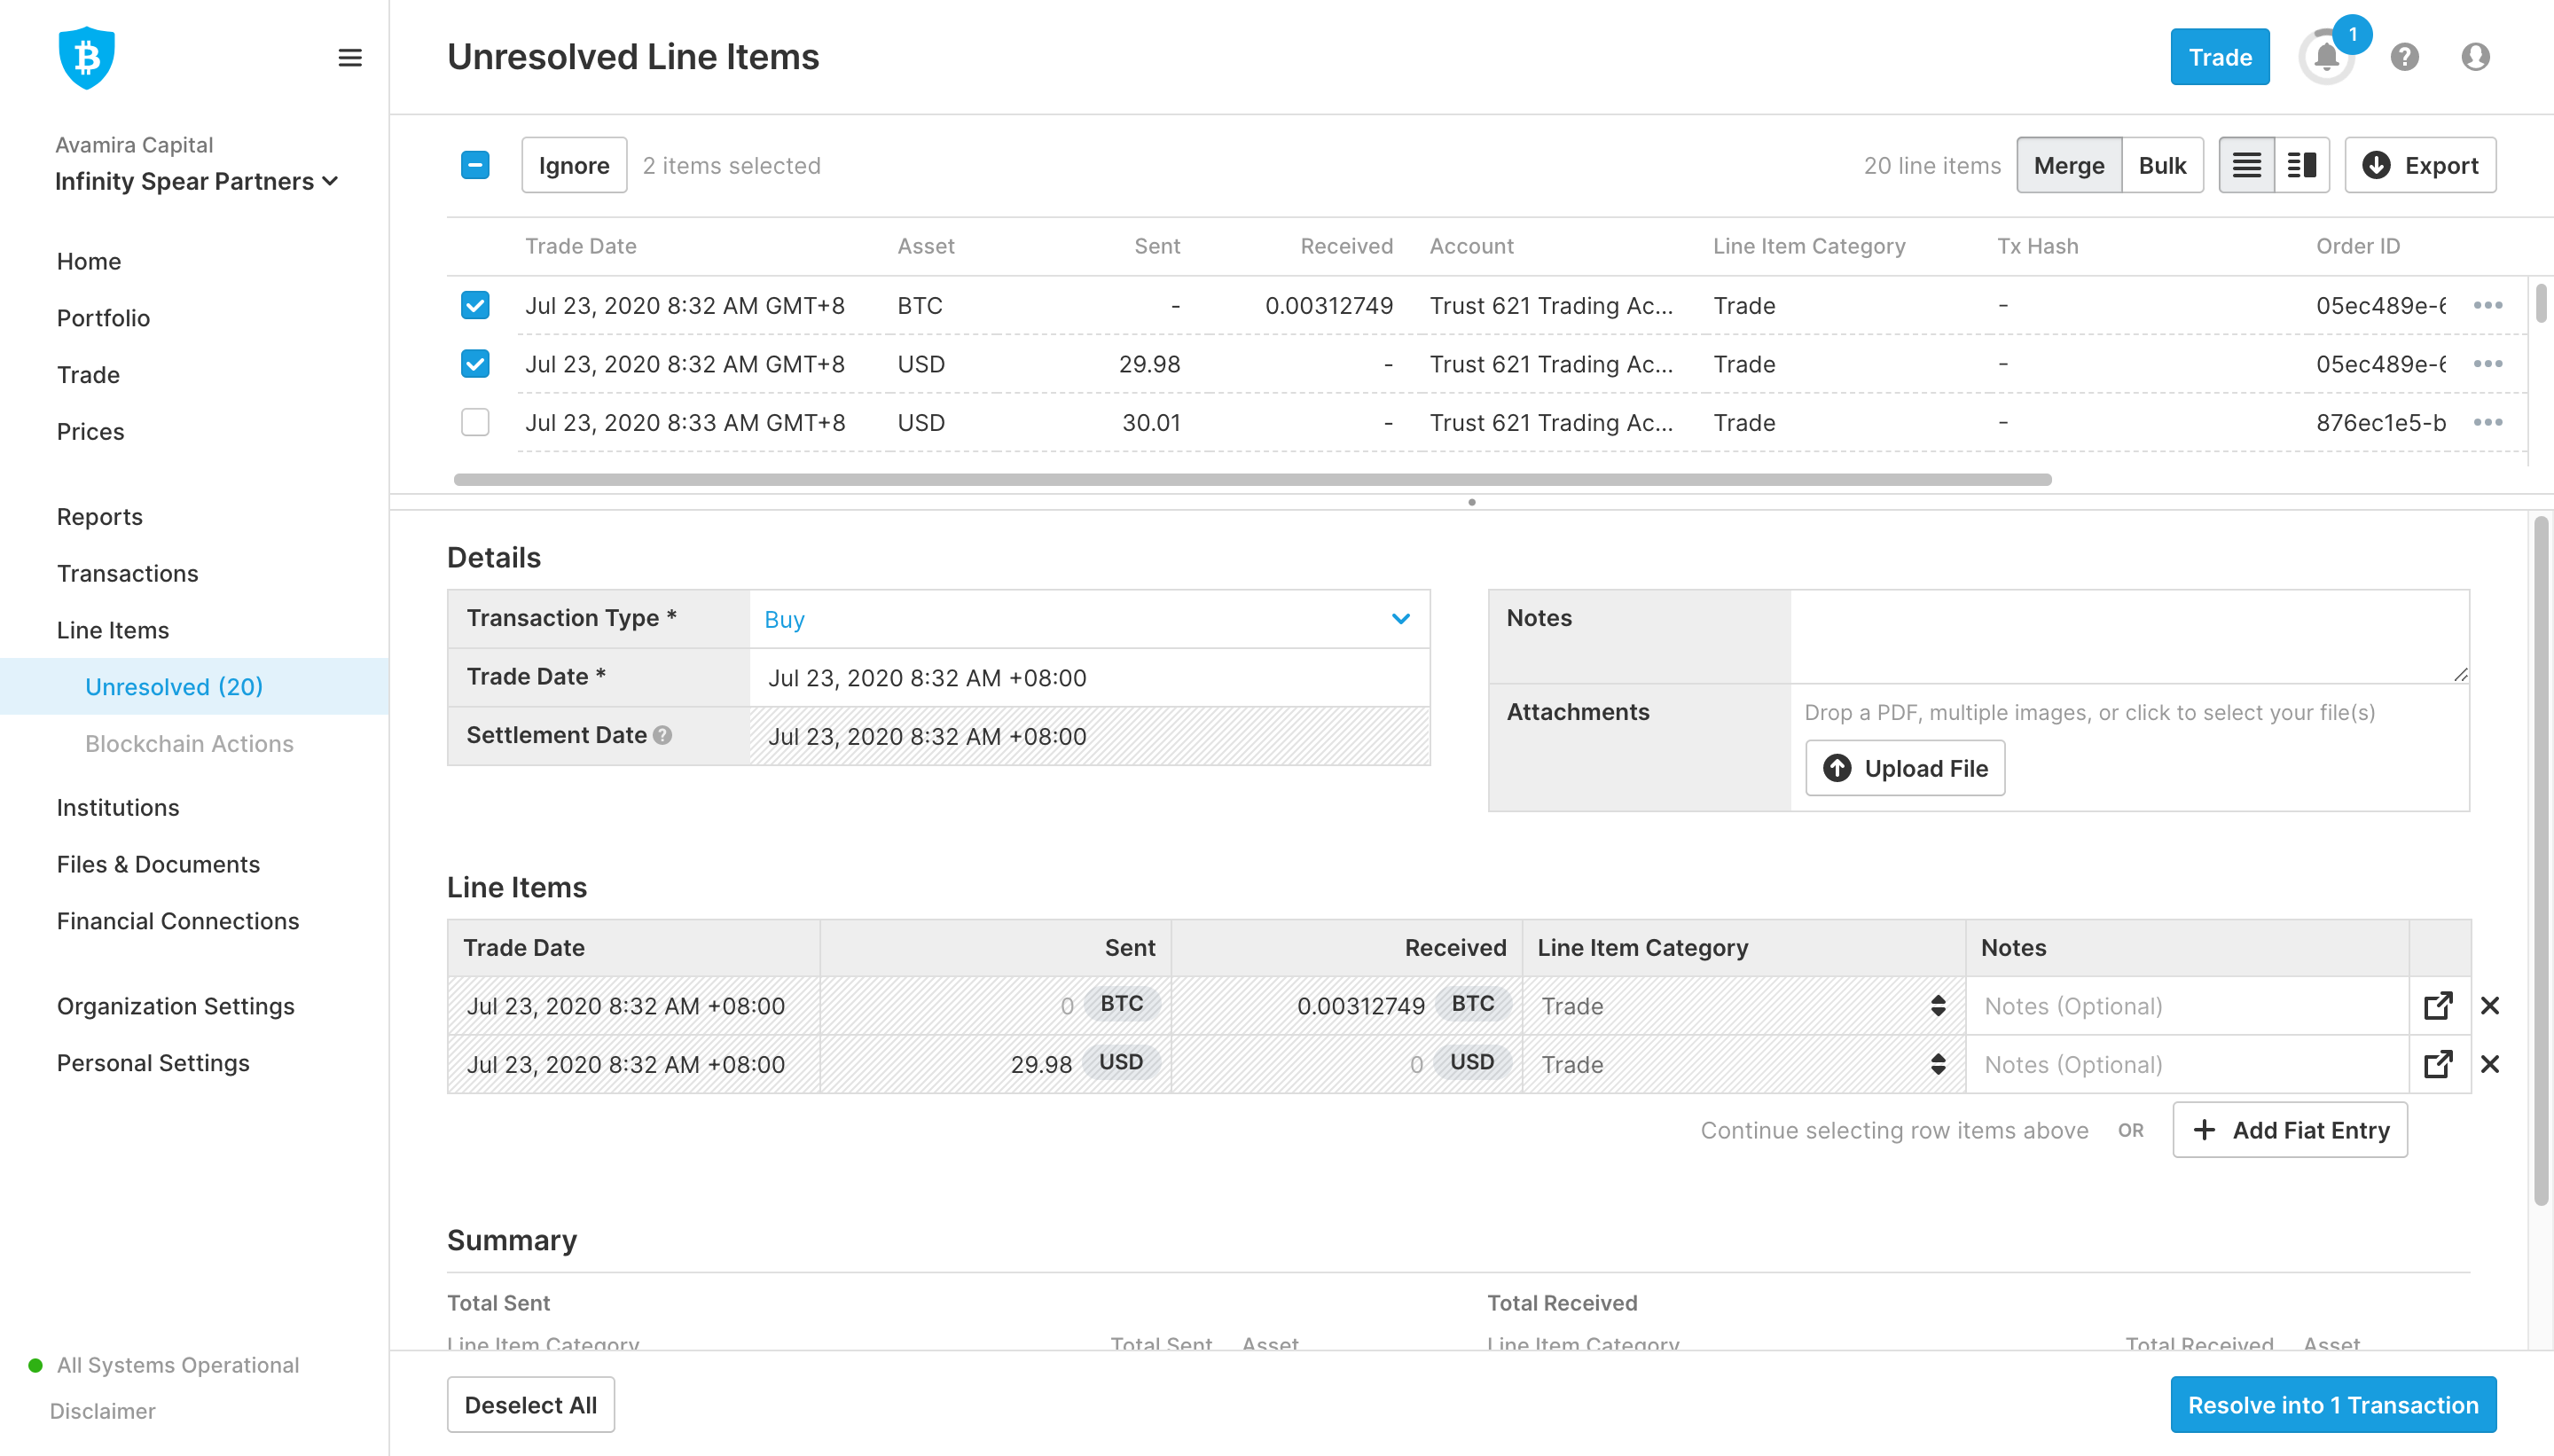 Unresolved Line Items
Trade
1
Avamira Capital
Infinity Spear Partners
Home
Portfolio
Trade
Prices
Reports
Transactions
Line Items
Unresolved (20)
Blockchain Actions
Institutions
Files & Documents
Financial Connections
Organization Settings
Personal Settings
All Systems Operational
Disclaimer
Ignore 2 items selected 20 line items Merge Bulk Export
Trade Date Asset Sent Received Account Line Item Category Tx Hash Order ID
Jul 23, 2020 8:32 AM GMT+8 BTC - 0.00312749 Trust 621 Trading Ac... Trade - 05ec489e-6
Jul 23, 2020 8:32 AM GMT+8 USD 29.98 - Trust 621 Trading Ac... Trade - 05ec489e-6
Jul 23, 2020 8:33 AM GMT+8 USD 30.01 - Trust 621 Trading Ac... Trade - 876ec1e5-b
Details
Transaction Type * Buy
Trade Date * Jul 23, 2020 8:32 AM +08:00
Settlement Date ? Jul 23, 2020 8:32 AM +08:00
Notes
Attachments Drop a PDF, multiple images, or click to select your file(s)
Upload File
Line Items
Trade Date Sent Received Line Item Category Notes
Jul 23, 2020 8:32 AM +08:00 0 BTC 0.00312749 BTC Trade Notes (Optional)
Jul 23, 2020 8:32 AM +08:00 29.98 USD 0 USD Trade Notes (Optional)
Continue selecting row items above OR + Add Fiat Entry
Summary
Total Sent Total Received
Line Item Category Total Sent Asset Line Item Category Total Received Asset
Deselect All Resolve into 1 Transaction